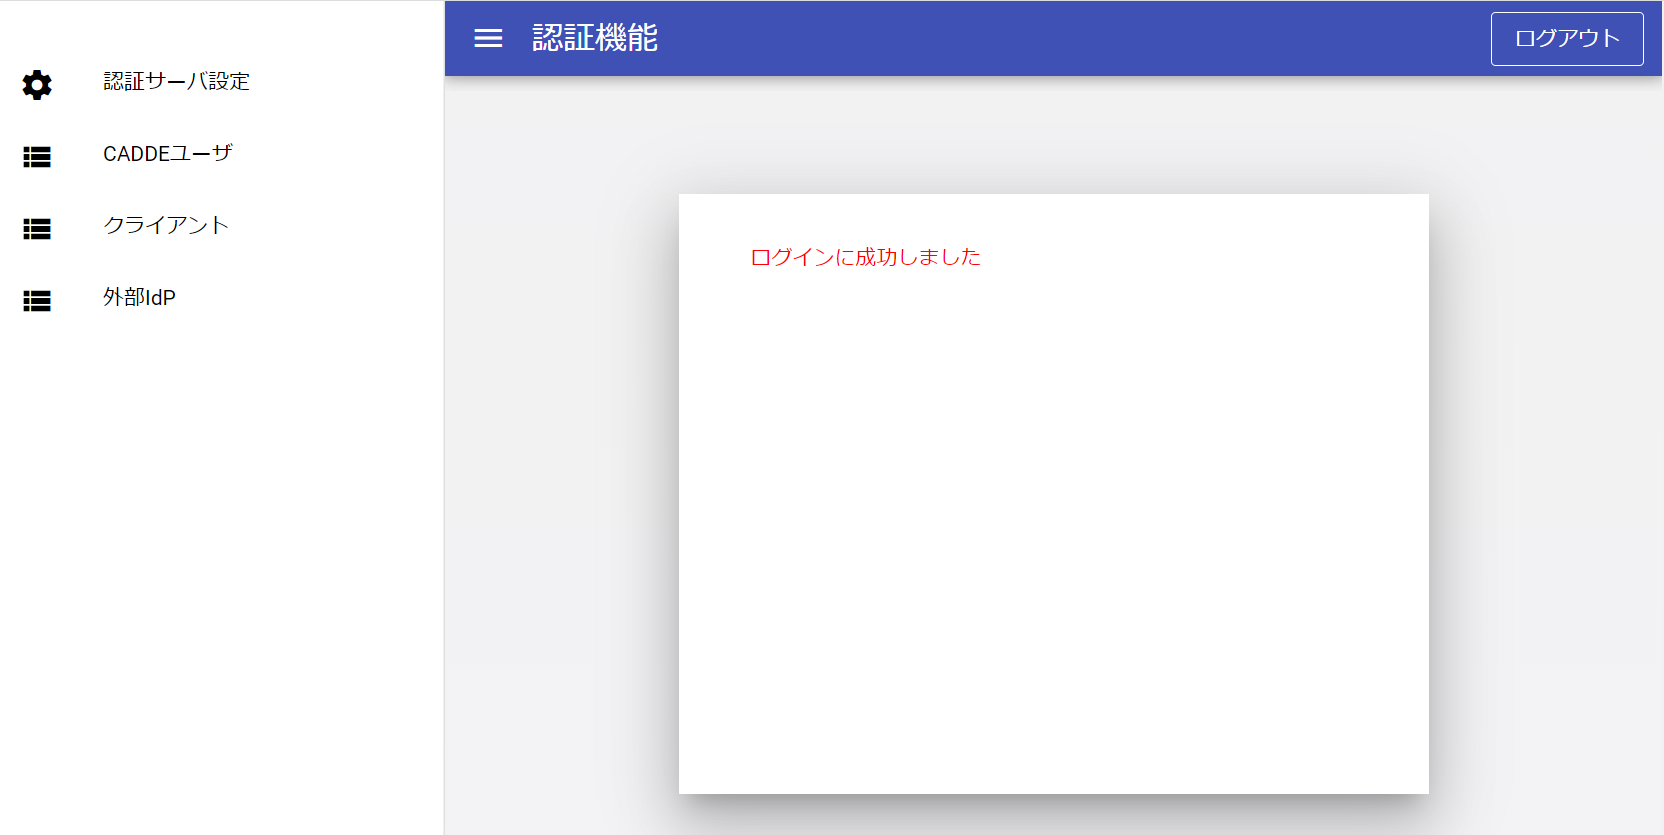 認証サーバ設定
CADDEユーザ
クライアント
外部IdP
認証機能
ログアウト
ログインに成功しました